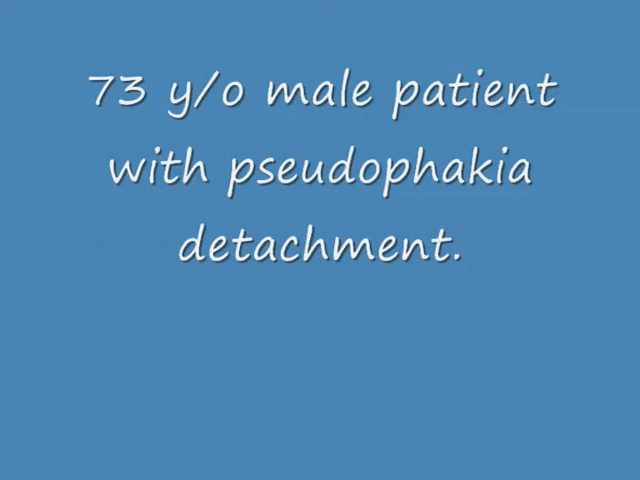 73 y/o male patient
with pseudophakia
detachment.